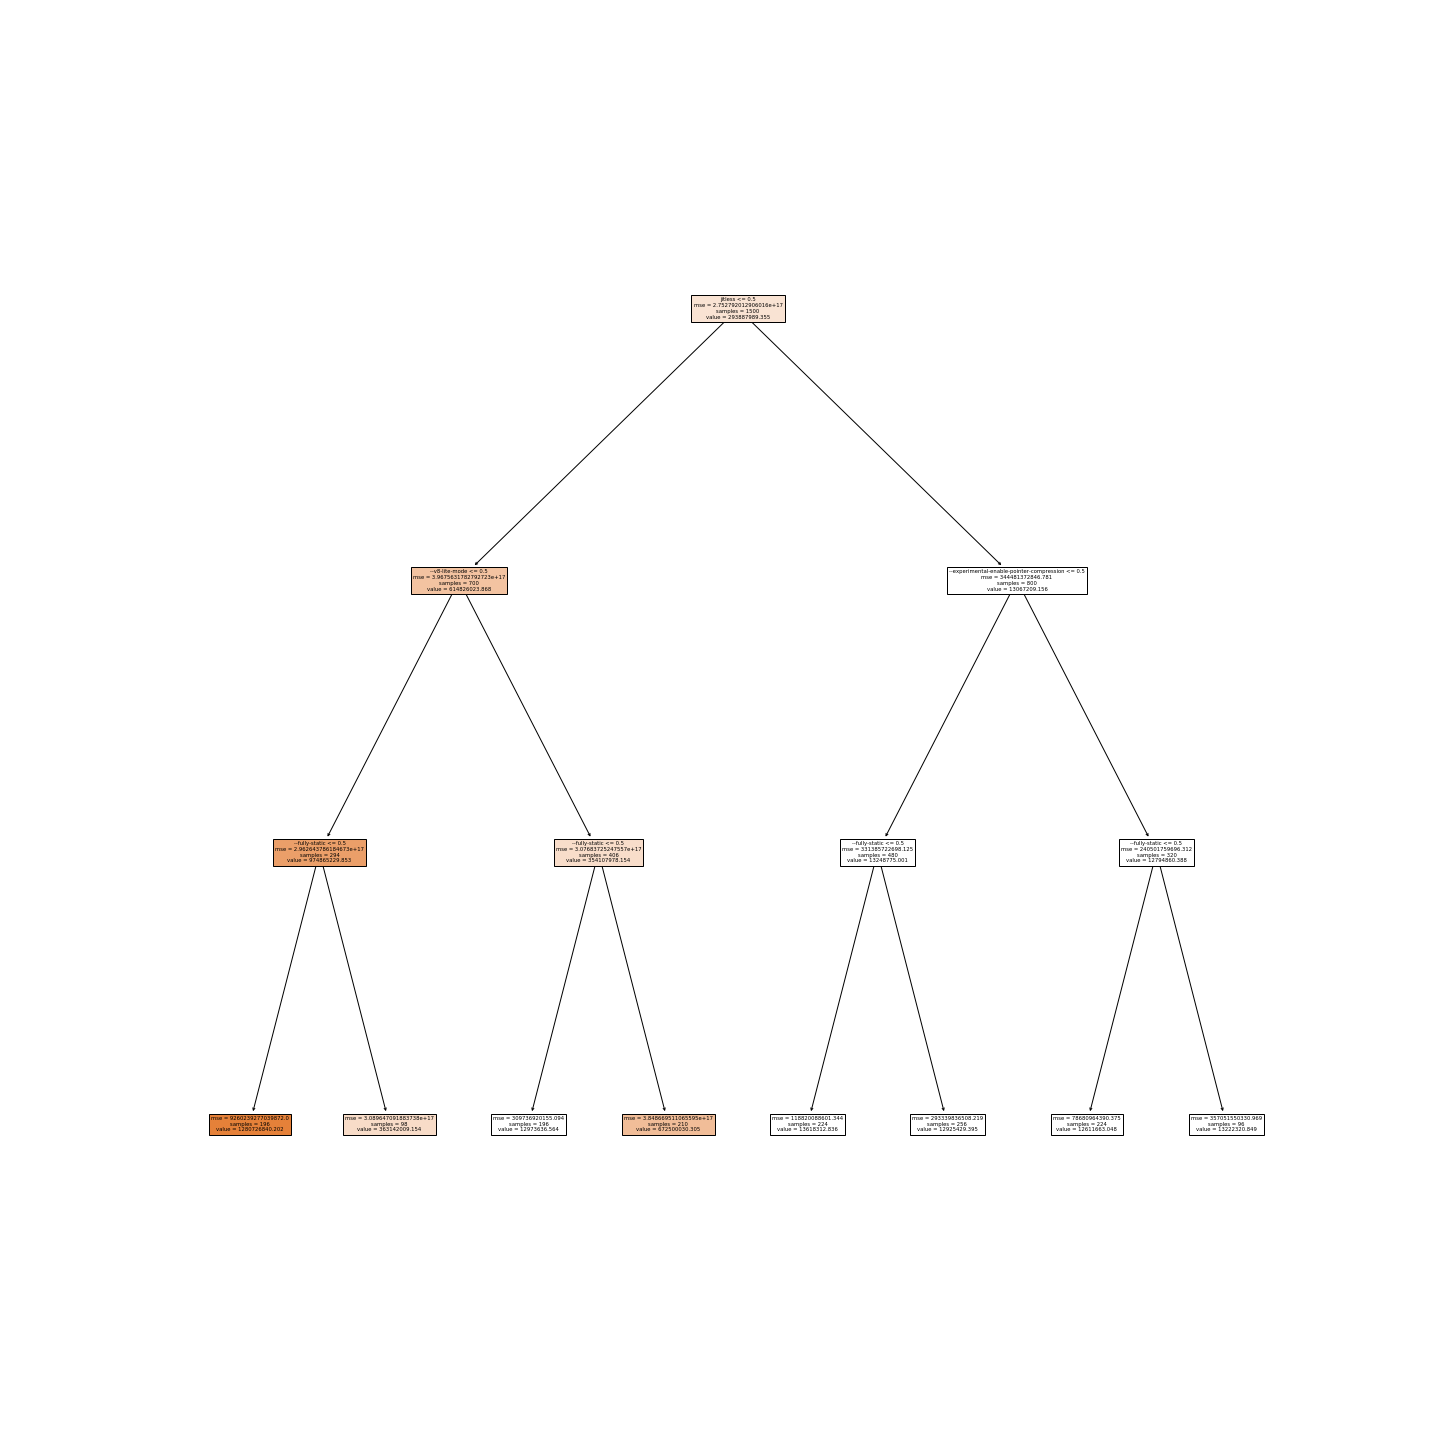 jitless <= 0.5
mse = 2.752792012906016e+17
samples = 1500
value = 293887989.355
--v8-lite-mode <= 0.5
mse = 3.9675631782792723e+17
samples = 700
value = 614826023.868
--experimental-enable-pointer-compression <= 0.5
mse = 344481372846.781
samples = 800
value = 13067209.156
--fully-static <= 0.5
mse = 2.962643786184673e+17
samples = 294
value = 974865229.853
--fully-static <= 0.5
mse = 3.07683725247557e+17
samples = 406
value = 354107978.154
--fully-static <= 0.5
mse = 331385722698.125
samples = 480
value = 13248775.001
--fully-static <= 0.5
mse = 240501759696.312
samples = 320
value = 12794860.388
mse = 9260239277039872.0
samples = 196
value = 1280726840.202
mse = 3.089647091883738e+17
samples = 98
value = 363142009.154
mse = 309736920155.094
samples = 196
value = 12973636.564
mse = 3.848669511065595e+17
samples = 210
value = 672500030.305
mse = 118820088601.344
samples = 224
value = 13618312.836
mse = 293339836508.219
samples = 256
value = 12925429.395
mse = 78680964390.375
samples = 224
value = 12611663.048
mse = 357051550330.969
samples = 96
value = 13222320.849